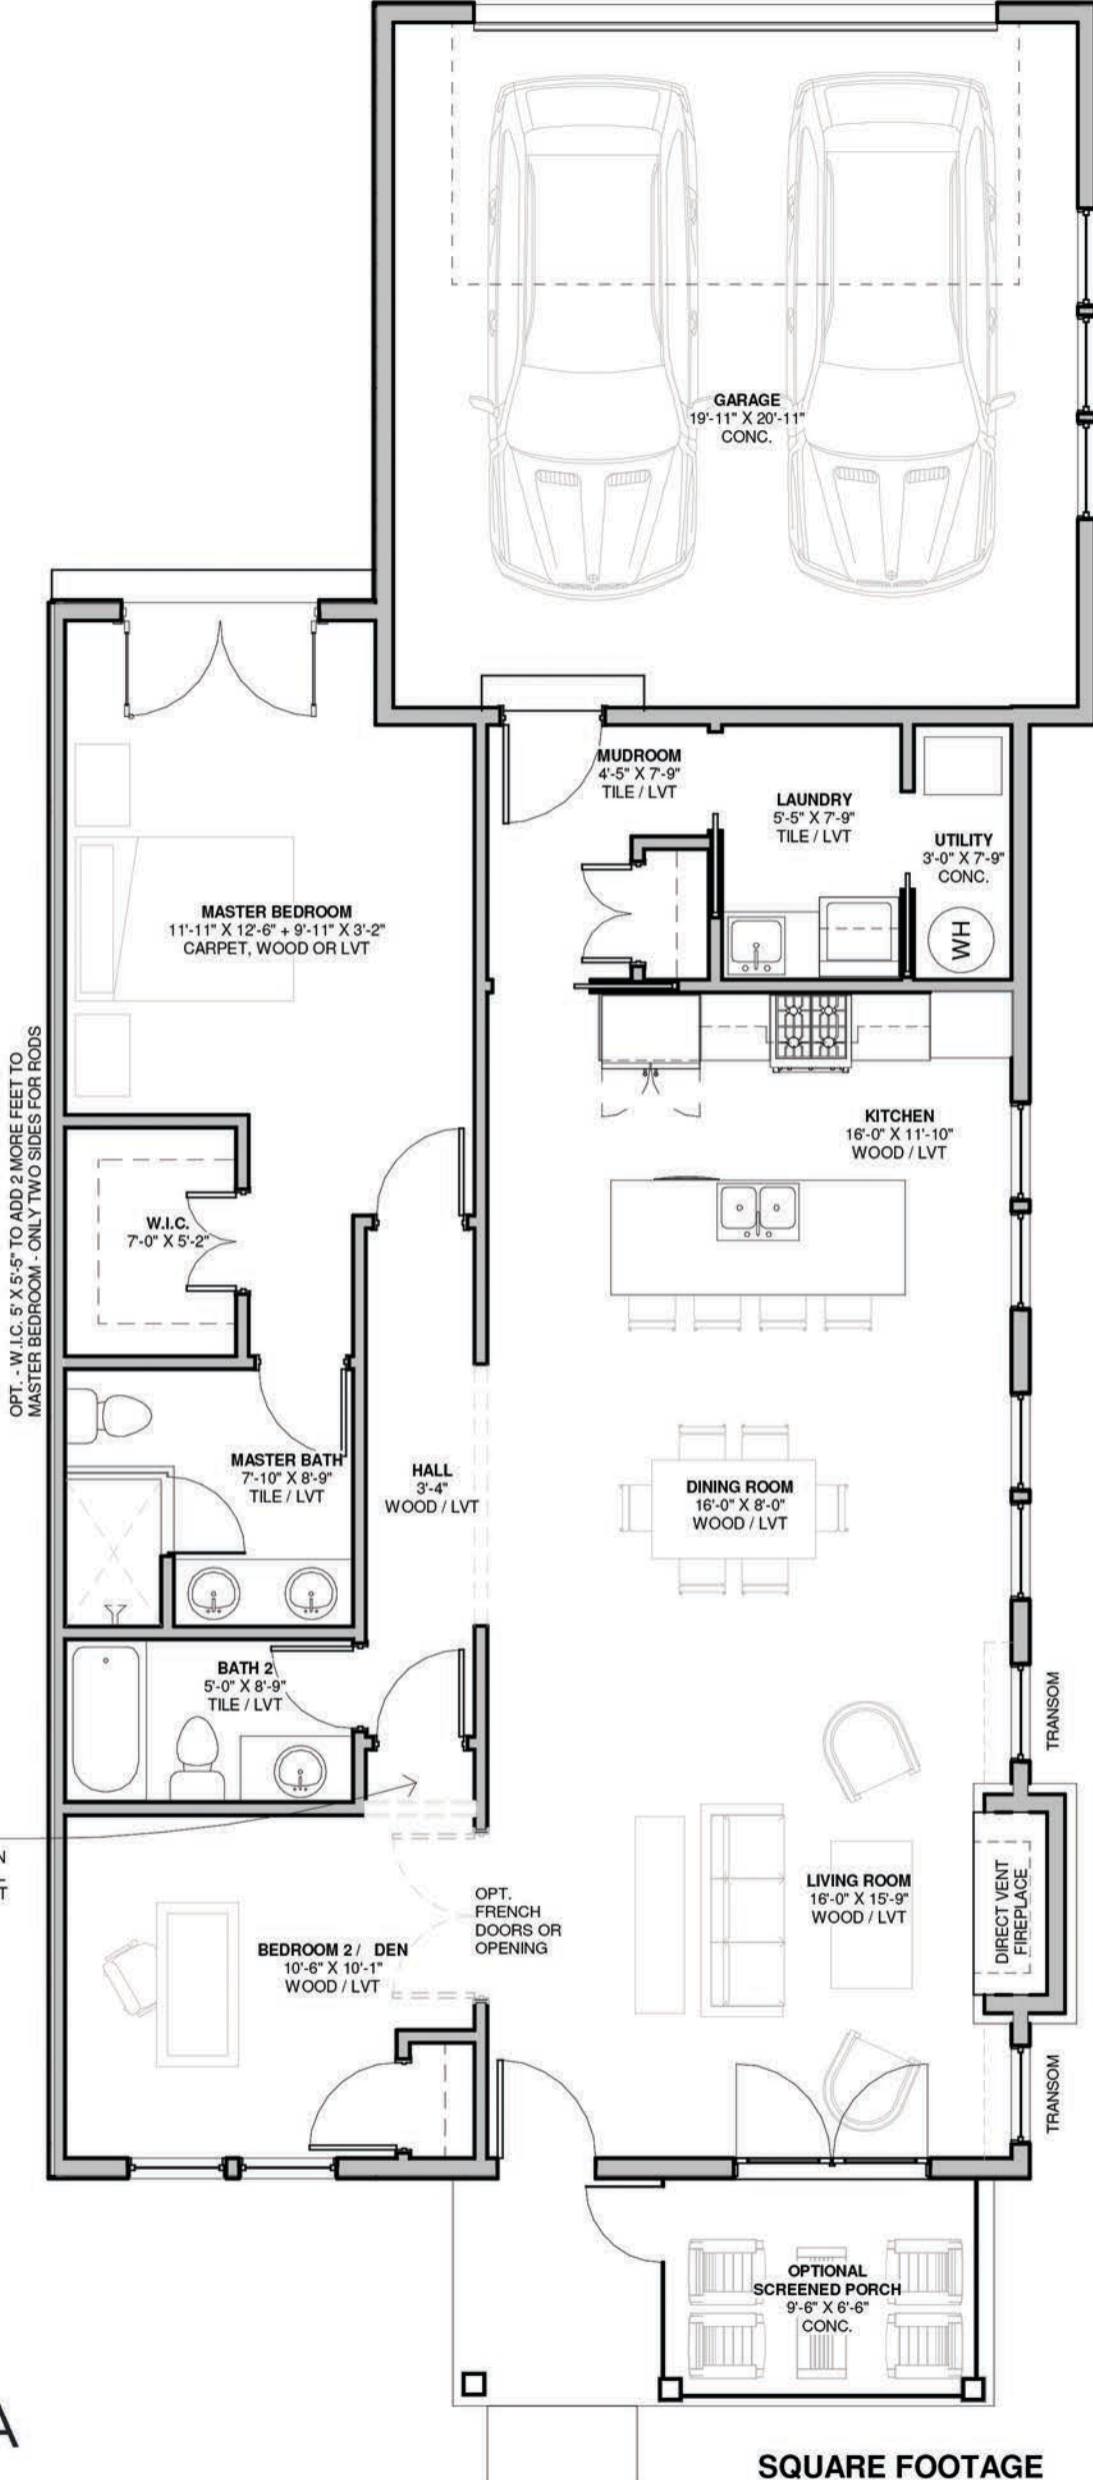 GARAGE
19'-11" X 20'-11"
CONC.
MUDROOM
4'-5" X 7'-9"
TILE / LVT
LAUNDRY
5'-5" X 7'-9"
TILE / LVT
UTILITY
3'-0" X 7'-9"
CONC.
WH
MASTER BEDROOM
11'-11" X 12'-6" + 9'-11" X 3'-2"
CARPET, WOOD OR LVT
OPT. - W.I.C. 5' X 5'-5" TO ADD 2 MORE FEET TO
MASTER BEDROOM - ONLY TWO SIDES FOR RODS
KITCHEN
16'-0" X 11'-10"
WOOD / LVT
W.I.C.
7'-0" X 5'-2"
MASTER BATH
7'-10" X 8'-9"
TILE / LVT
HALL
3'-4"
WOOD / LVT
DINING ROOM
16'-0" X 8'-0"
WOOD / LVT
BATH 2
5'-0" X 8'-9"
TILE / LVT
TRANSOM
N
T
LIVING ROOM
16'-0" X 15'-9"
WOOD / LVT
DIRECT VENT
FIREPLACE
OPT.
FRENCH
DOORS OR
OPENING
BEDROOM 2 / DEN
10'-6" X 10'-1"
WOOD / LVT
TRANSOM
OPTIONAL
SCREENED PORCH
9'-6" X 6'-6"
CONC.
A
SQUARE FOOTAGE